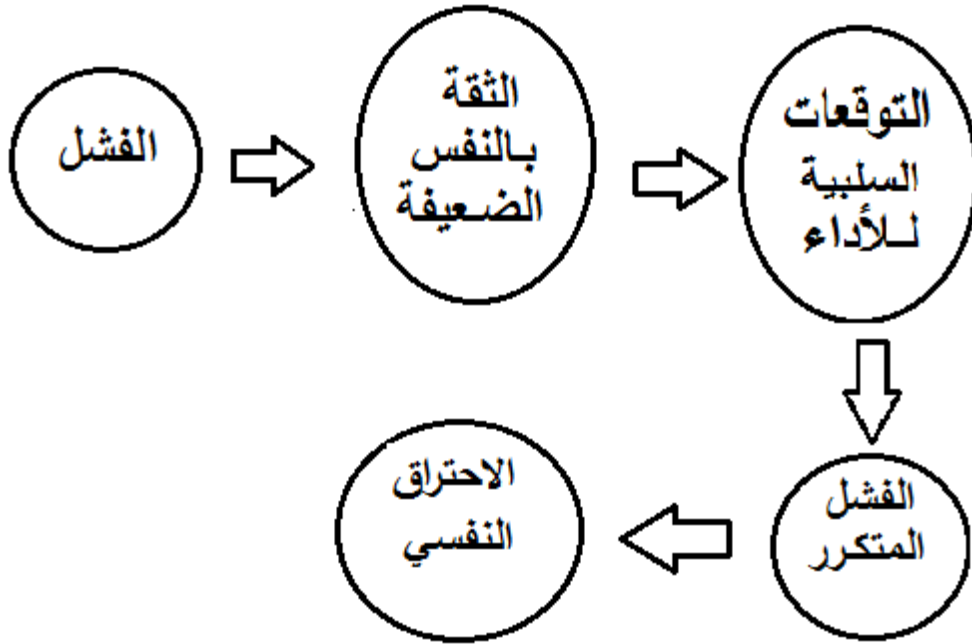 الفشل
الثقة
بالنفس
الضعيفة
التوقعات
السلبية
للأداء
الفشل
المتكرر
الاحتراق
النفسي